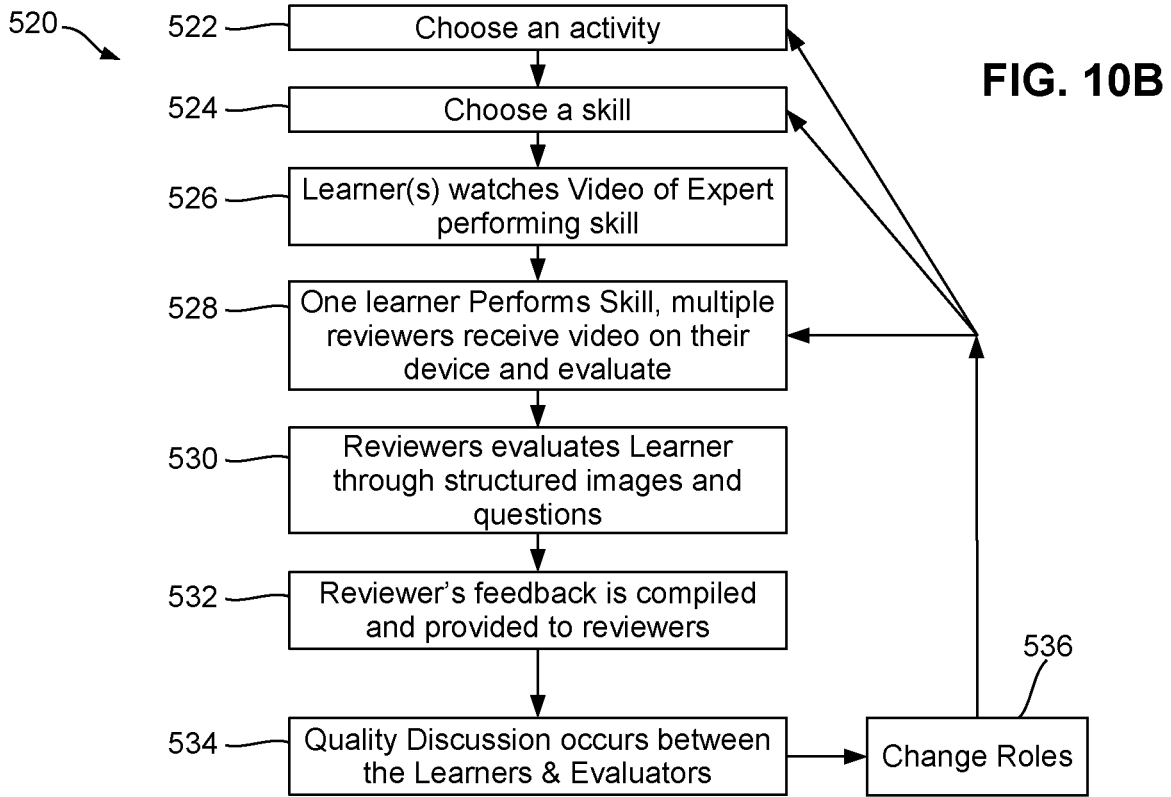 520
522
Choose an activity
FIG. 10B
524
Choose a skill
526
Learner(s) watches Video of Expert
performing skill
528
One learner Performs Skill, multiple
reviewers receive video on their
device and evaluate
530
Reviewers evaluates Learner
through structured images and
questions
532
Reviewer's feedback is compiled
and provided to reviewers
534
Quality Discussion occurs between
the Learners & Evaluators
536
Change Roles